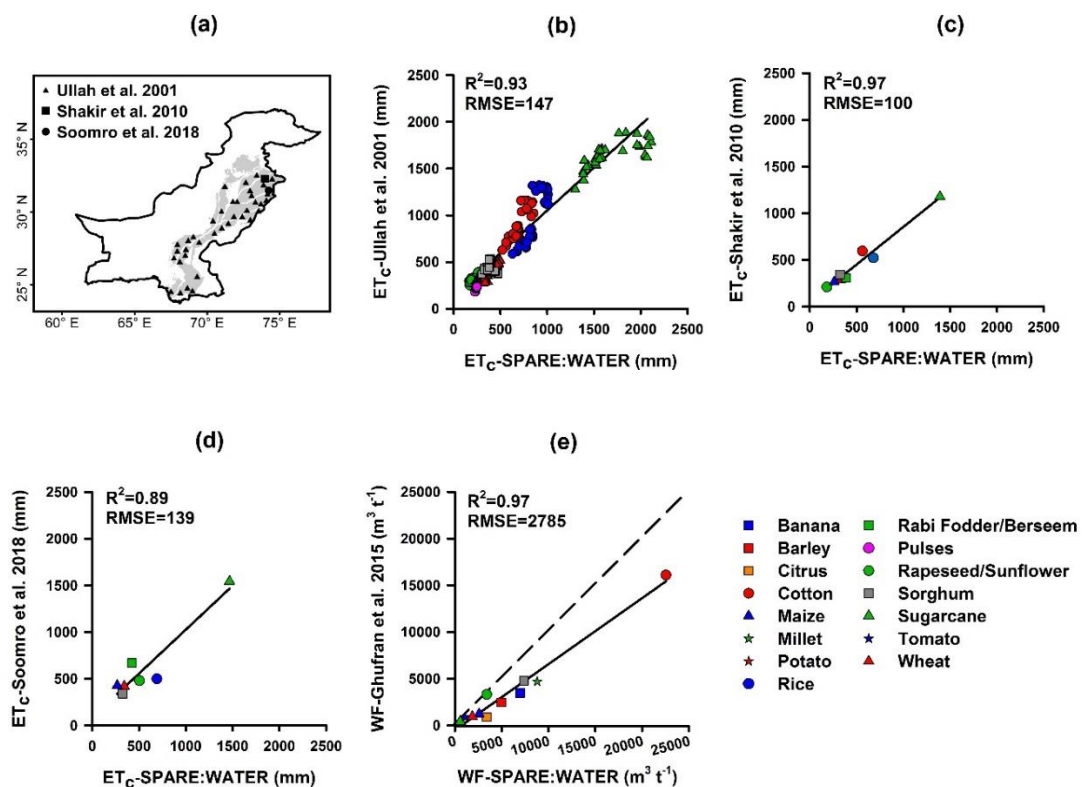 (a)
Ullah et al. 2001
Shakir et al. 2010
Soomro et al. 2018
35° N
30° N
25° N
60° E 65° E 70° E 75° E
(b)
R²=0.93
RMSE=147
ETC-Ullah et al. 2001 (mm)
2500
2000
1500
1000
500
0
0 500 1000 1500 2000 2500
ETC-SPARE:WATER (mm)
(c)
R²=0.97
RMSE=100
ETC-Shakir et al. 2010 (mm)
2500
2000
1500
1000
500
0
0 500 1000 1500 2000 2500
ETC-SPARE:WATER (mm)
(d)
R²=0.89
RMSE=139
ETC-Soomro et al. 2018 (mm)
2500
2000
1500
1000
500
0
0 500 1000 1500 2000 2500
ETC-SPARE:WATER (mm)
(e)
R²=0.97
RMSE=2785
WF-Ghufran et al. 2015 (m³ t⁻¹)
25000
20000
15000
10000
5000
0
0 5000 10000 15000 20000 25000
WF-SPARE:WATER (m³ t⁻¹)
Banana
Barley
Citrus
Cotton
Maize
Millet
Potato
Rice
Rabi Fodder/Berseem
Pulses
Rapeseed/Sunflower
Sorghum
Sugarcane
Tomato
Wheat